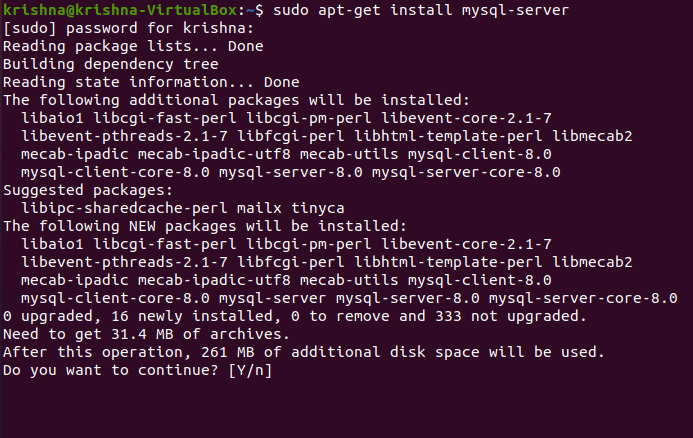 krishna@krishna-VirtualBox:~$ sudo apt-get install mysql-server
[sudo] password for krishna:
Reading package lists... Done
Building dependency tree
Reading state information... Done
The following additional packages will be installed:
  libaio1 libcgi-fast-perl libcgi-pm-perl libevent-core-2.1-7
  libevent-pthreads-2.1-7 libfcgi-perl libhtml-template-perl libmecab2
  mecab-ipadic mecab-ipadic-utf8 mecab-utils mysql-client-8.0
  mysql-client-core-8.0 mysql-server-8.0 mysql-server-core-8.0
Suggested packages:
  libipc-sharedcache-perl mailx tinyca
The following NEW packages will be installed:
  libaio1 libcgi-fast-perl libcgi-pm-perl libevent-core-2.1-7
  libevent-pthreads-2.1-7 libfcgi-perl libhtml-template-perl libmecab2
  mecab-ipadic mecab-ipadic-utf8 mecab-utils mysql-client-8.0
  mysql-client-core-8.0 mysql-server mysql-server-8.0 mysql-server-core-8.0
0 upgraded, 16 newly installed, 0 to remove and 333 not upgraded.
Need to get 31.4 MB of archives.
After this operation, 261 MB of additional disk space will be used.
Do you want to continue? [Y/n]